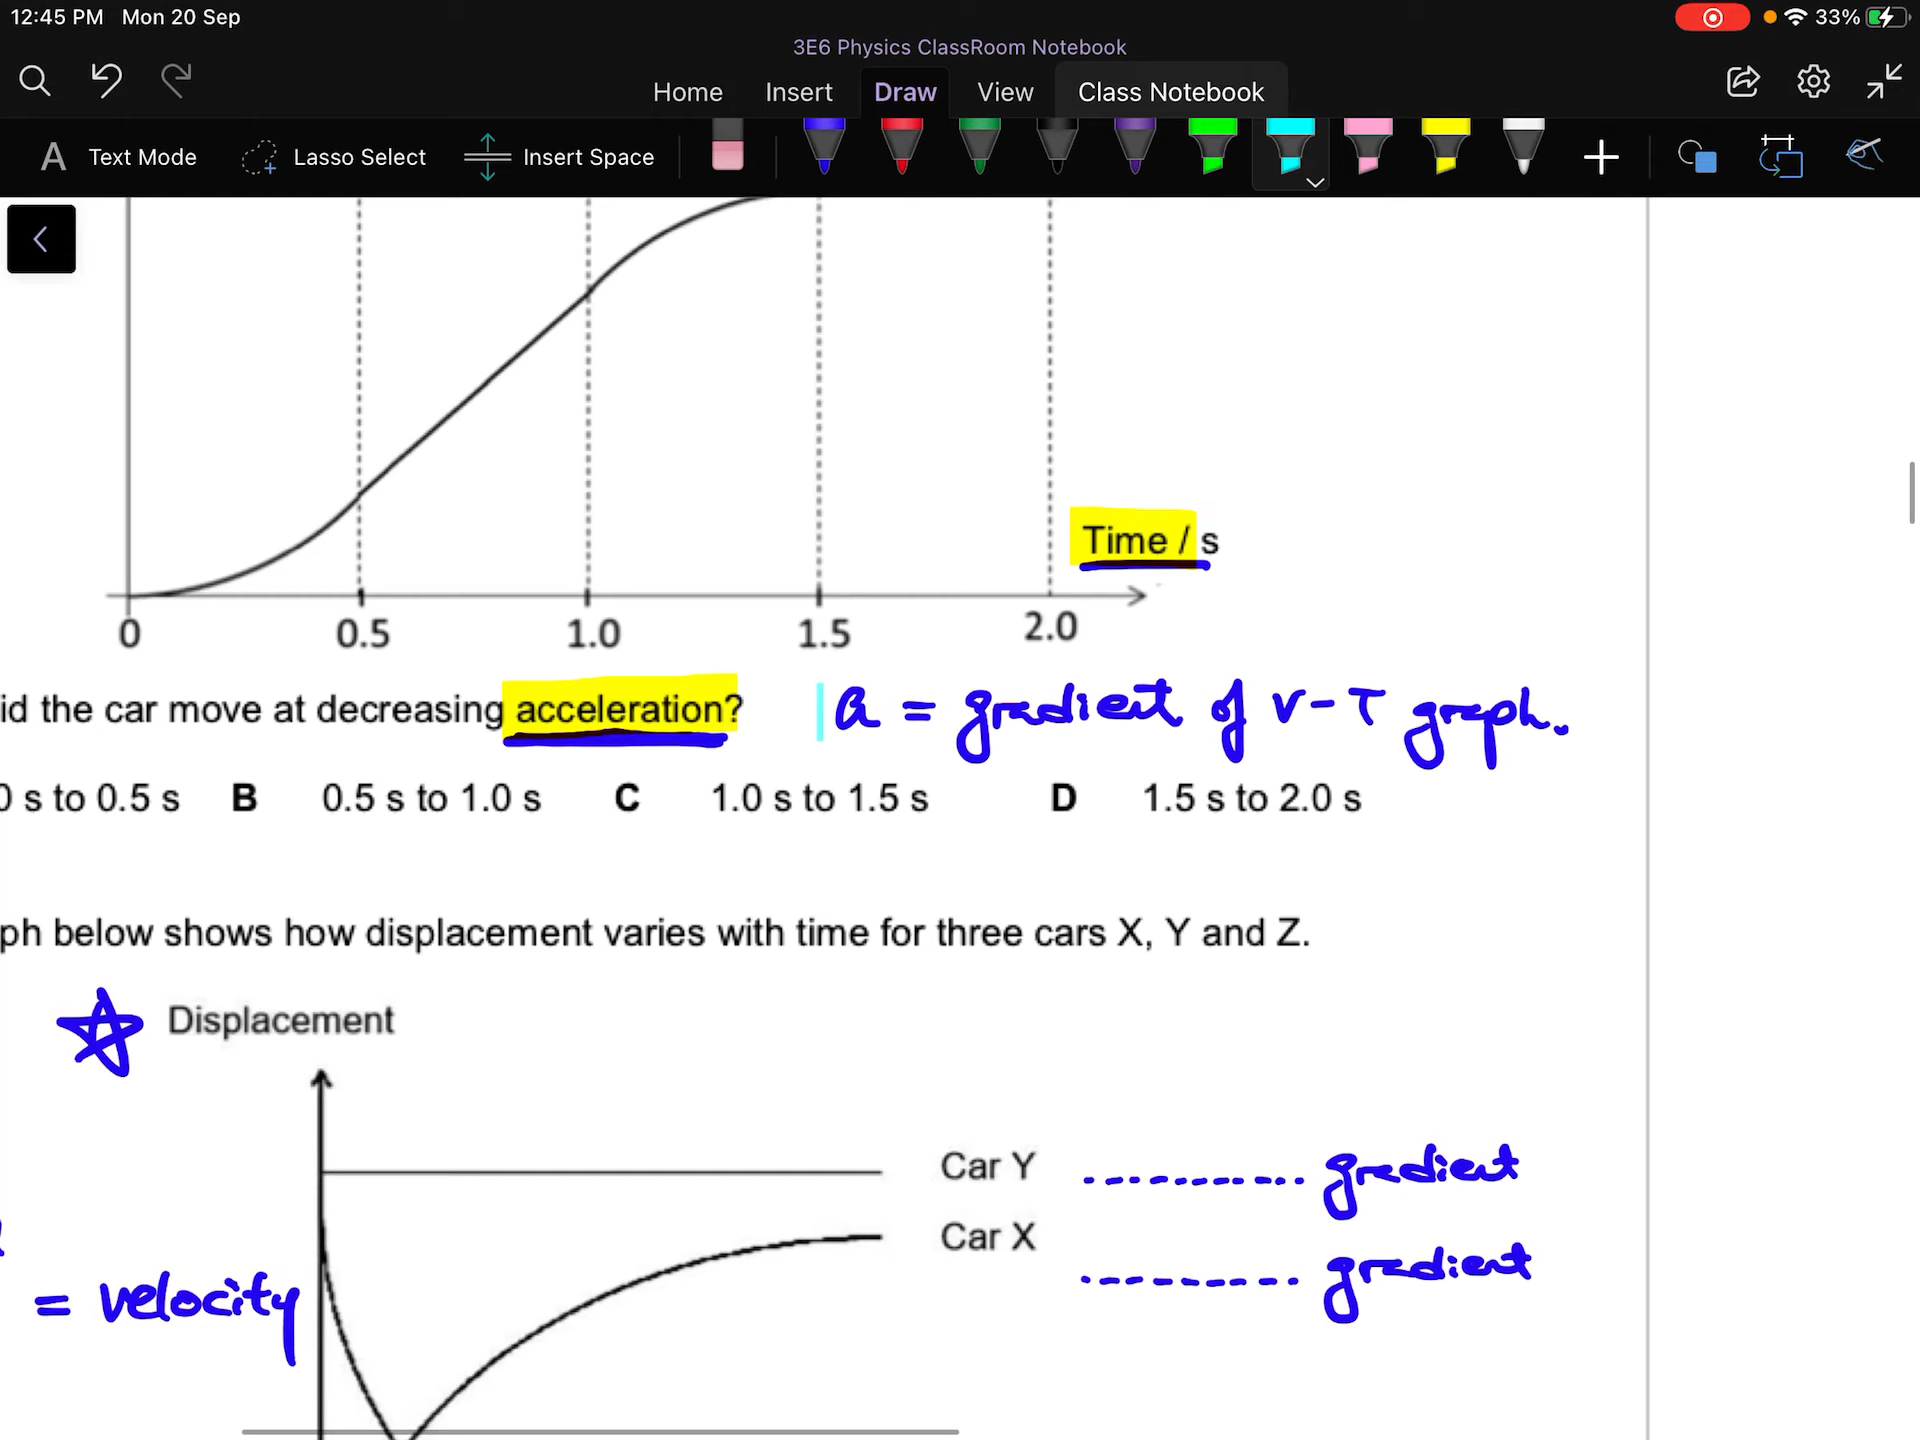 12:45 PM Mon 20 Sep
33%
3E6 Physics ClassRoom Notebook
Home Insert Draw View Class Notebook
A Text Mode Lasso Select Insert Space
Time / s
0 0.5 1.0 1.5 2.0
id the car move at decreasing acceleration? a = gradient of v-T graph.
0 s to 0.5 s B 0.5 s to 1.0 s C 1.0 s to 1.5 s D 1.5 s to 2.0 s
ph below shows how displacement varies with time for three cars X, Y and Z.
Displacement
Car Y gradient
Car X gradient
= velocity